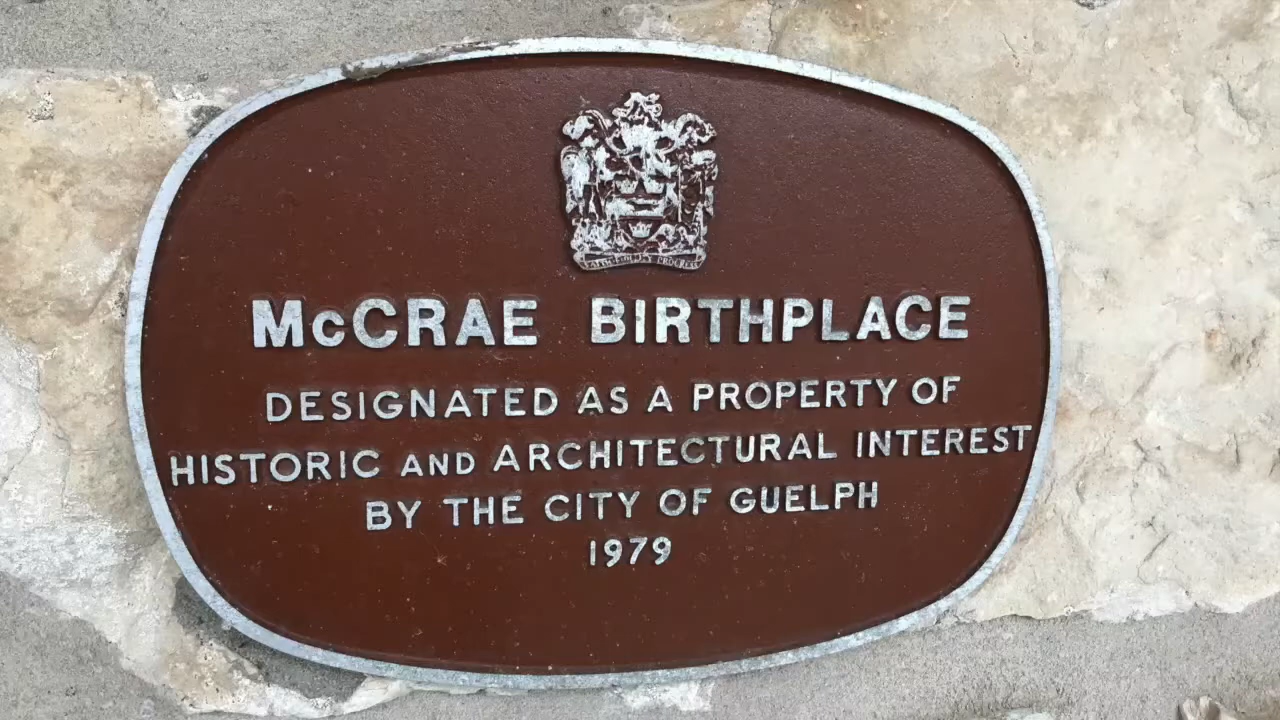 McCRAE BIRTHPLACE
DESIGNATED AS A PROPERTY OF
HISTORIC AND ARCHITECTURAL INTEREST
BY THE CITY OF GUELPH
1979